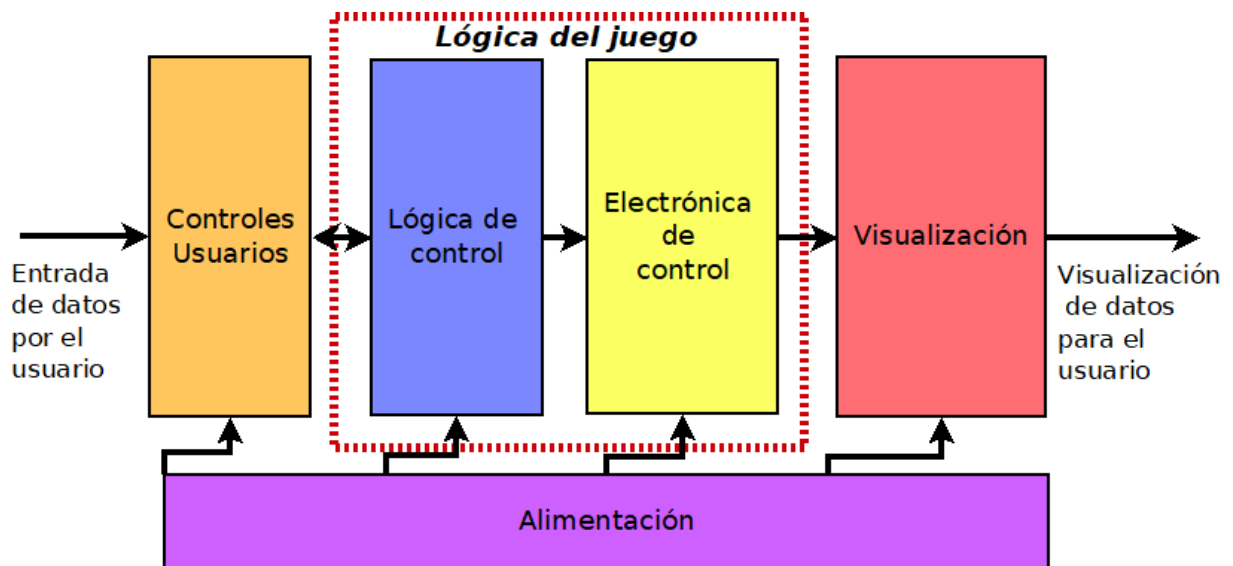 Lógica del juego
Controles
Usuarios
Lógica de
control
Electrónica
de
control
Visualización
Entrada
de datos
por el
usuario
Visualización
de datos
para el
usuario
Alimentación